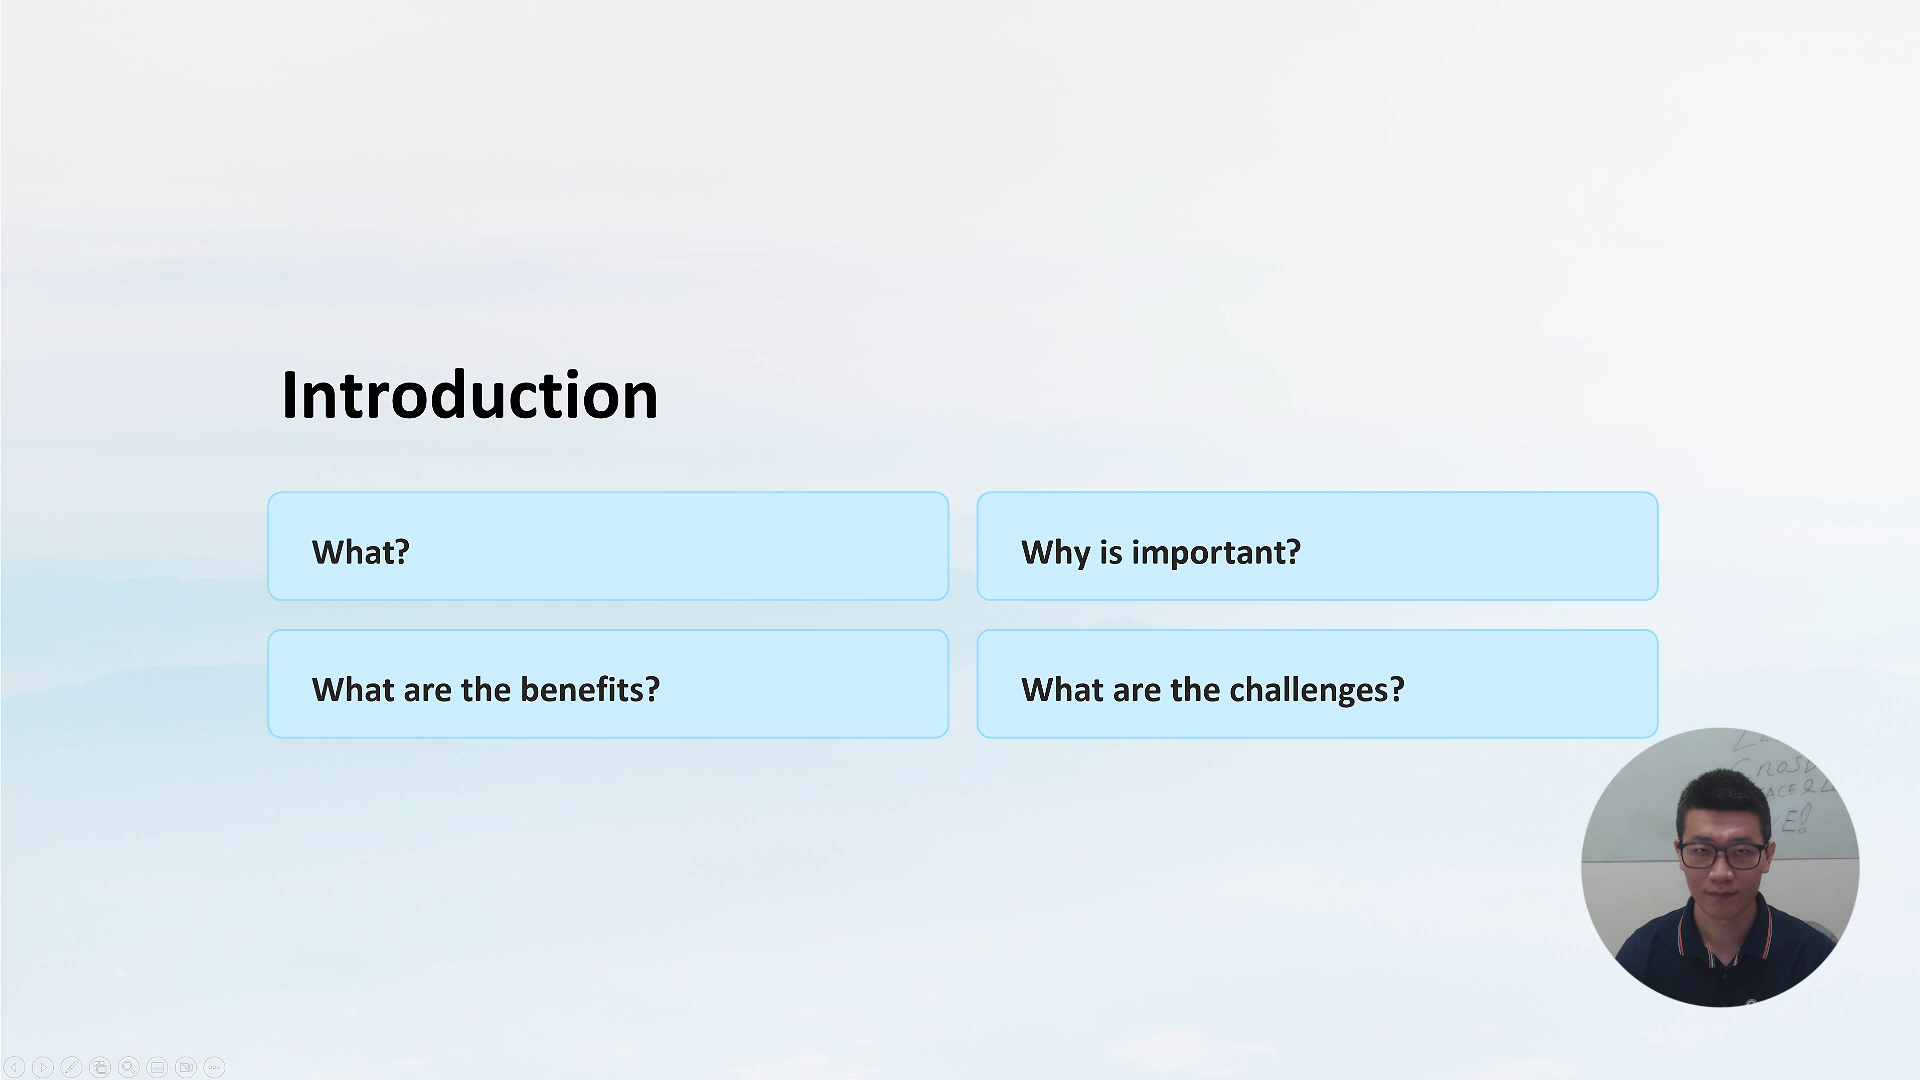 Introduction
What?
Why is important?
What are the benefits?
What are the challenges?